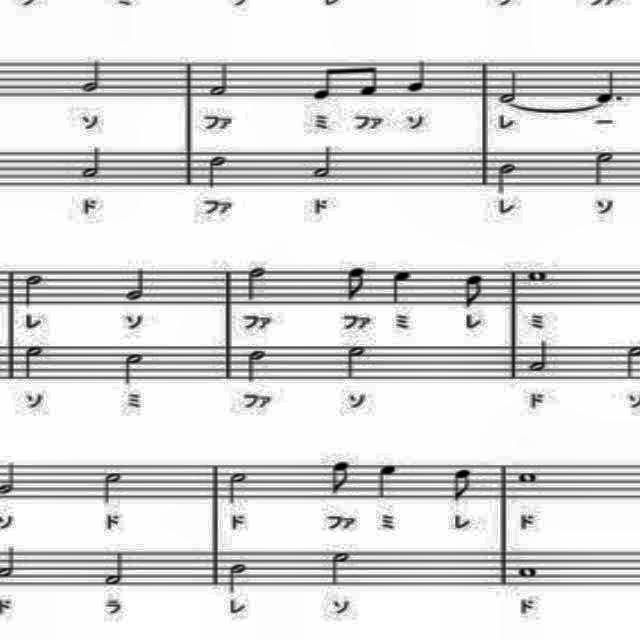 ソ ファ ミ ファ ソ レ ー
ド ファ ド レ ソ
レ ソ ファ ファ ミ レ ミ
ソ ミ ファ ソ ド
ソ ド ド ファ ミ レ ド
ド ラ レ ソ ド